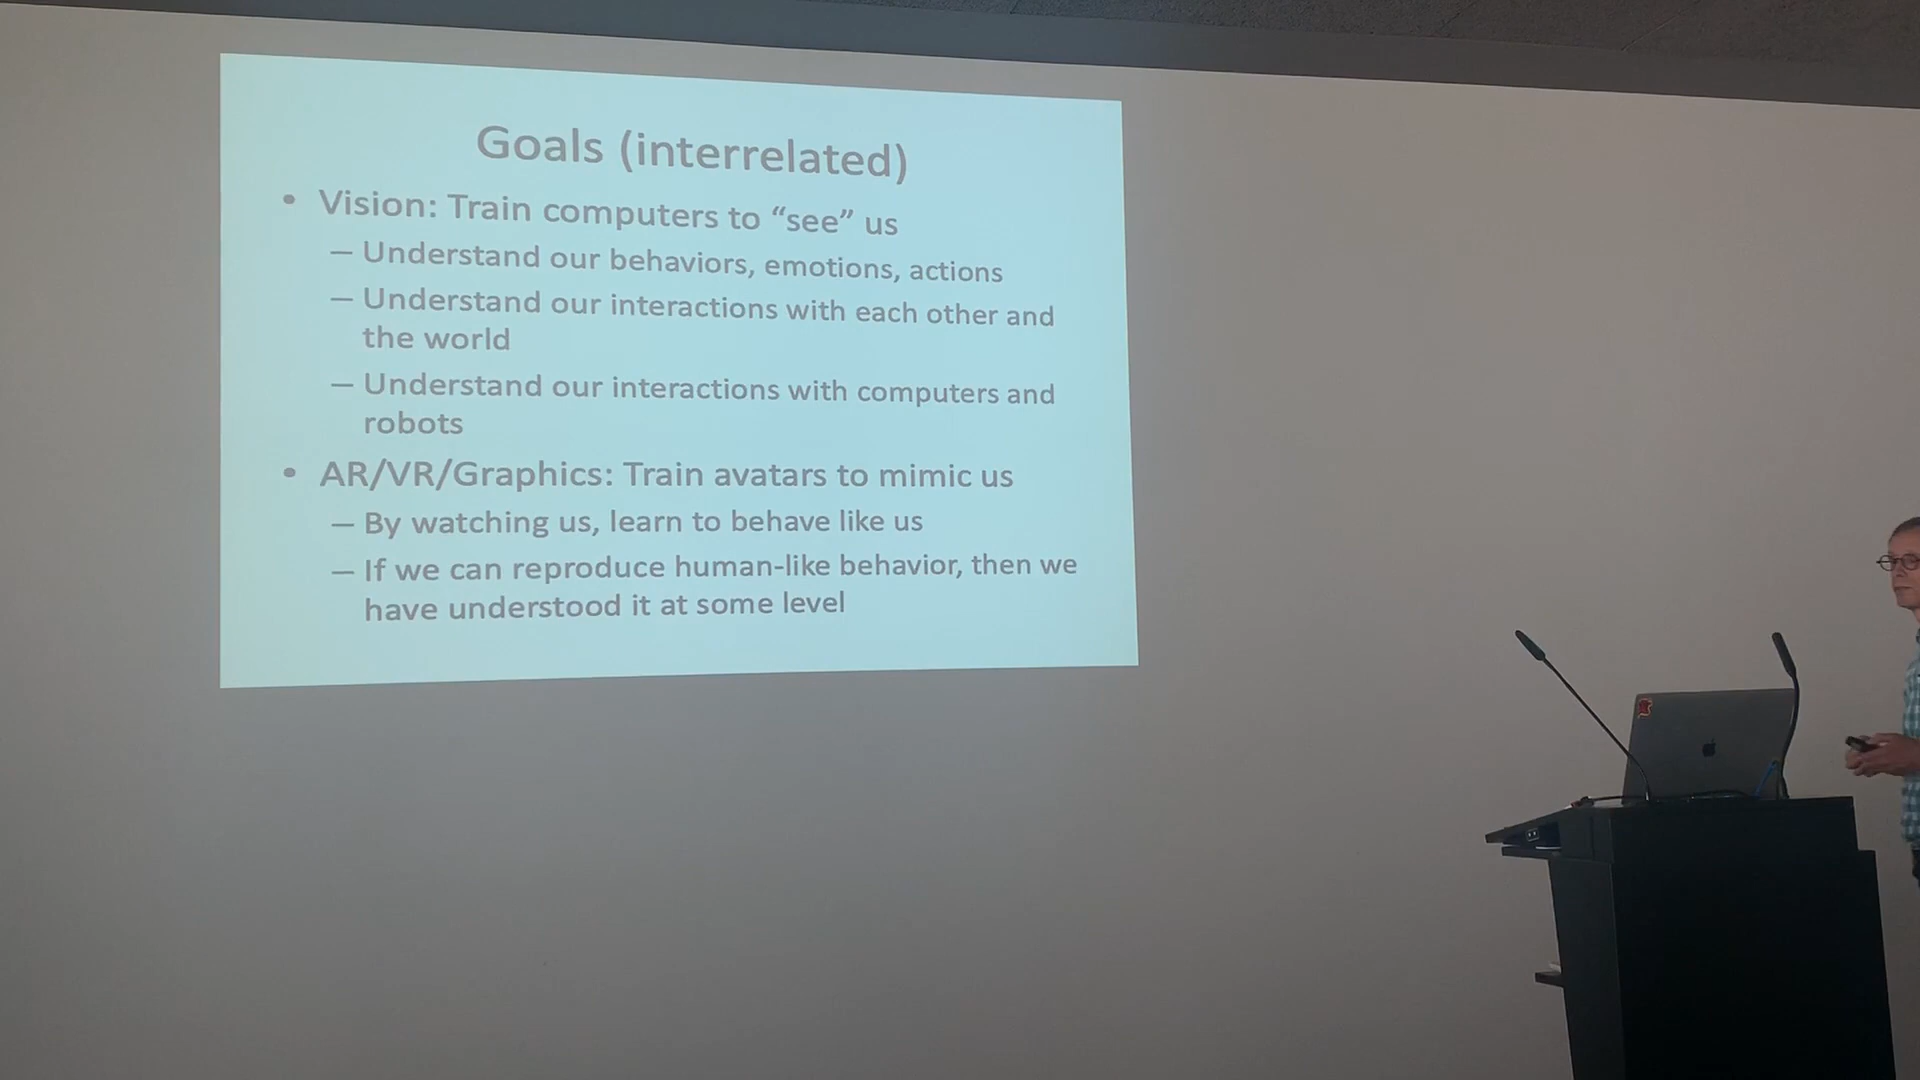 Goals (interrelated)
• Vision: Train computers to “see” us
– Understand our behaviors, emotions, actions
– Understand our interactions with each other and
the world
– Understand our interactions with computers and
robots
• AR/VR/Graphics: Train avatars to mimic us
– By watching us, learn to behave like us
– If we can reproduce human-like behavior, then we
have understood it at some level